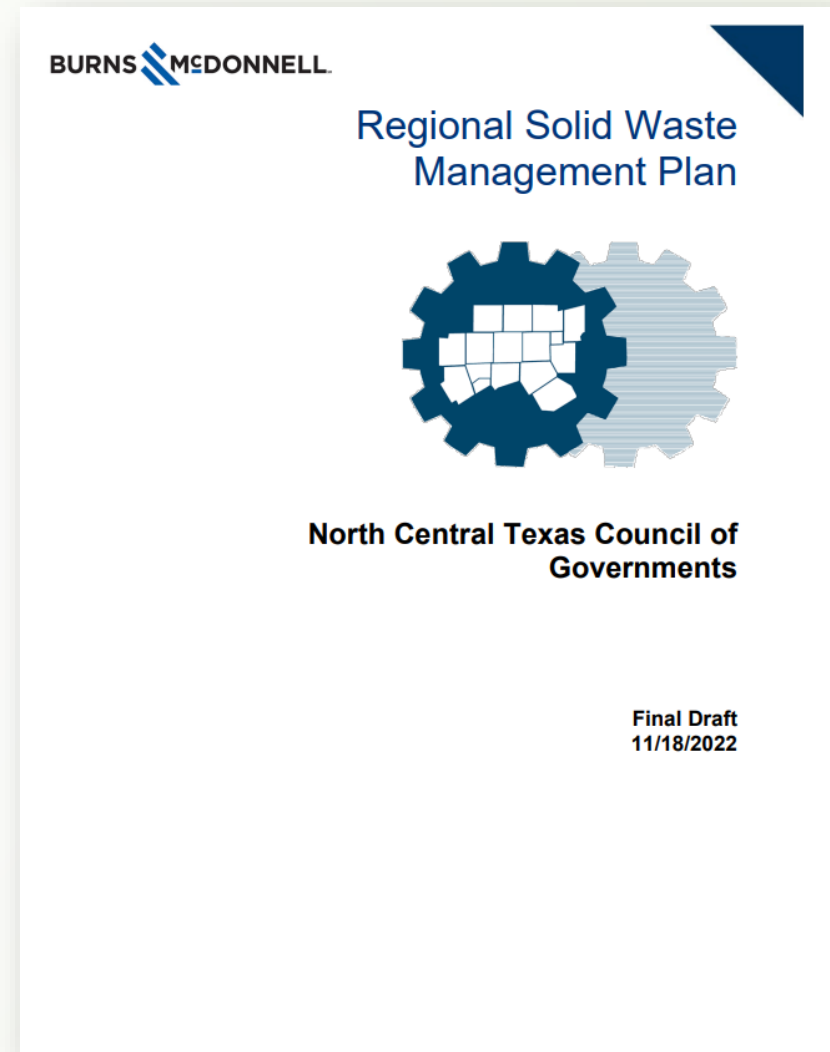 BURNS MCDONNELL
Regional Solid Waste
Management Plan
North Central Texas Council of
Governments
Final Draft
11/18/2022